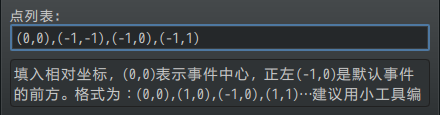 点列表:
(0,0),(-1,-1),(-1,0),(-1,1)
填入相对坐标，(0,0)表示事件中心，正左(-1,0)是默认事件
的前方。格式为：(0,0),(1,0),(-1,0),(1,1)…建议用小工具编